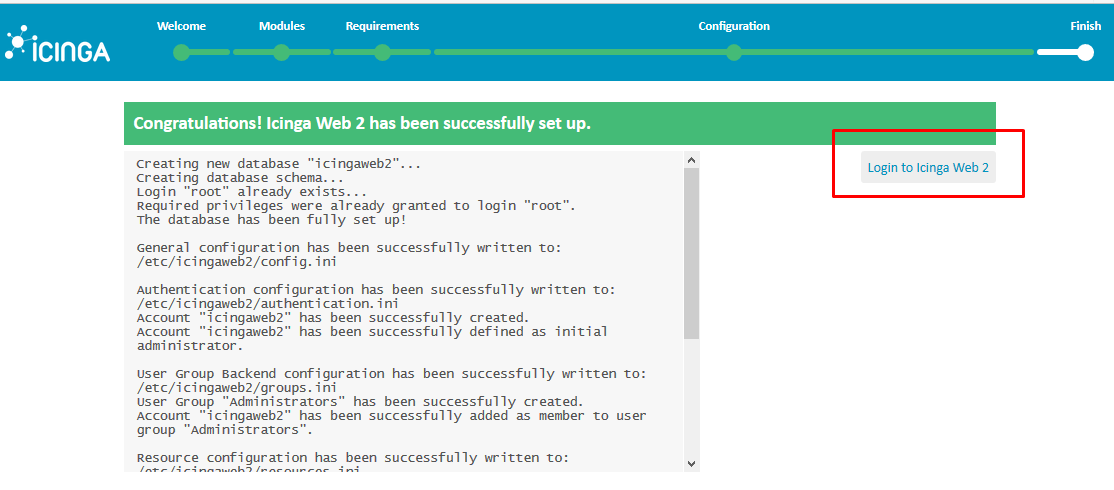 Welcome
Modules
Requirements
Configuration
Finish
ICINGA
Congratulations! Icinga Web 2 has been successfully set up.
Login to Icinga Web 2
Creating new database "icingaweb2"...
Creating database schema...
Login "root" already exists...
Required privileges were already granted to login "root".
The database has been fully set up!
General configuration has been successfully written to:
/etc/icingaweb2/config.ini
Authentication configuration has been successfully written to:
/etc/icingaweb2/authentication.ini
Account "icingaweb2" has been successfully created.
Account "icingaweb2" has been successfully defined as initial
administrator.
User Group Backend configuration has been successfully written to:
/etc/icingaweb2/groups.ini
User Group "Administrators" has been successfully created.
Account "icingaweb2" has been successfully added as member to user
group "Administrators".
Resource configuration has been successfully written to:
/etc/icingaweb2/resources.ini